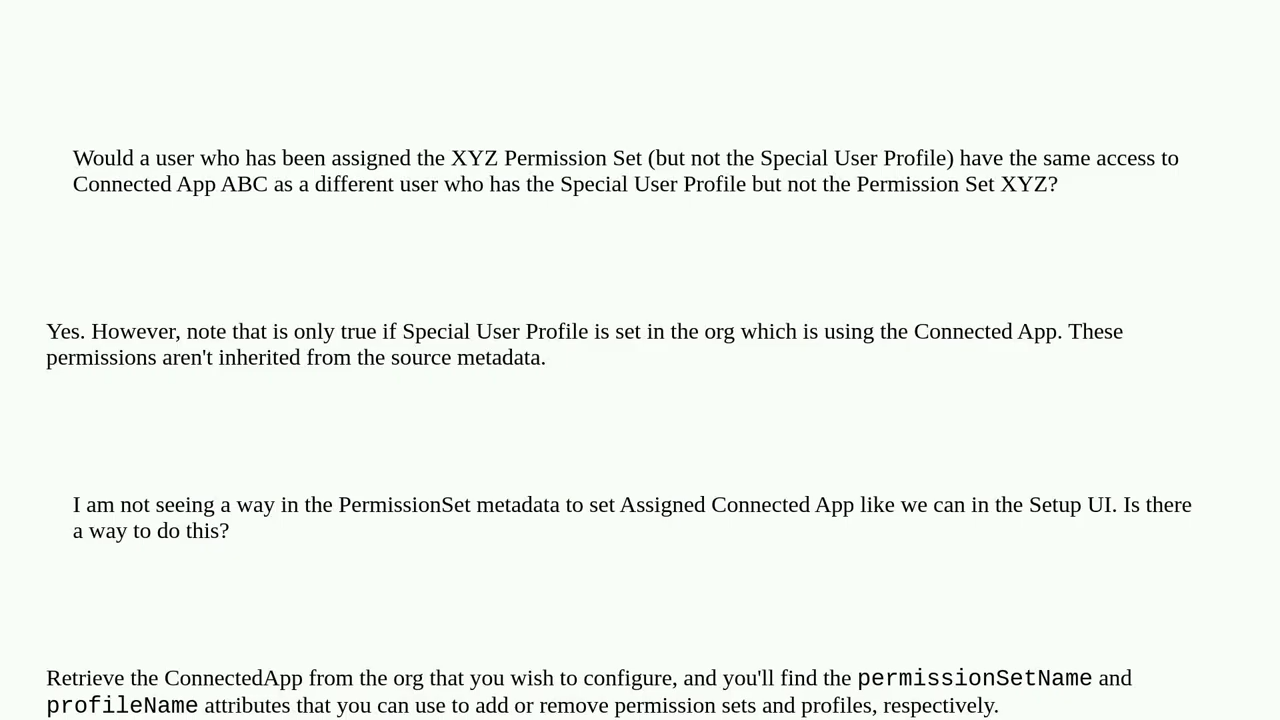 Would a user who has been assigned the XYZ Permission Set (but not the Special User Profile) have the same access to
Connected App ABC as a different user who has the Special User Profile but not the Permission Set XYZ?
Yes. However, note that is only true if Special User Profile is set in the org which is using the Connected App. These
permissions aren't inherited from the source metadata.
I am not seeing a way in the PermissionSet metadata to set Assigned Connected App like we can in the Setup UI. Is there
a way to do this?
Retrieve the ConnectedApp from the org that you wish to configure, and you'll find the permissionSetName and
profileName attributes that you can use to add or remove permission sets and profiles, respectively.